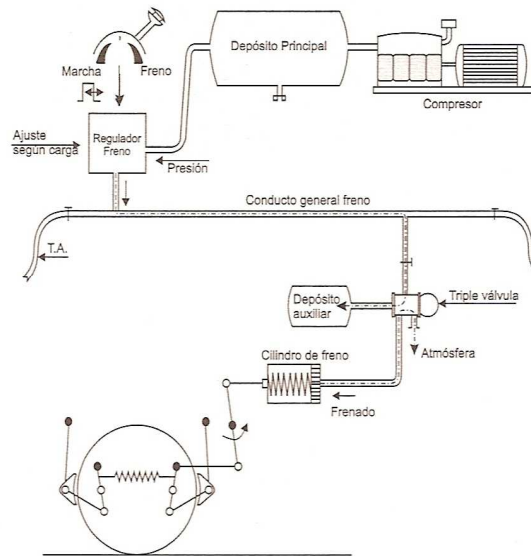 Depósito Principal
Marcha
Freno
Compresor
Ajuste
según carga
Regulador
Freno
Presión
Conducto general freno
T.A.
Depósito
auxiliar
Triple válvula
Atmósfera
Cilindro de freno
Frenado